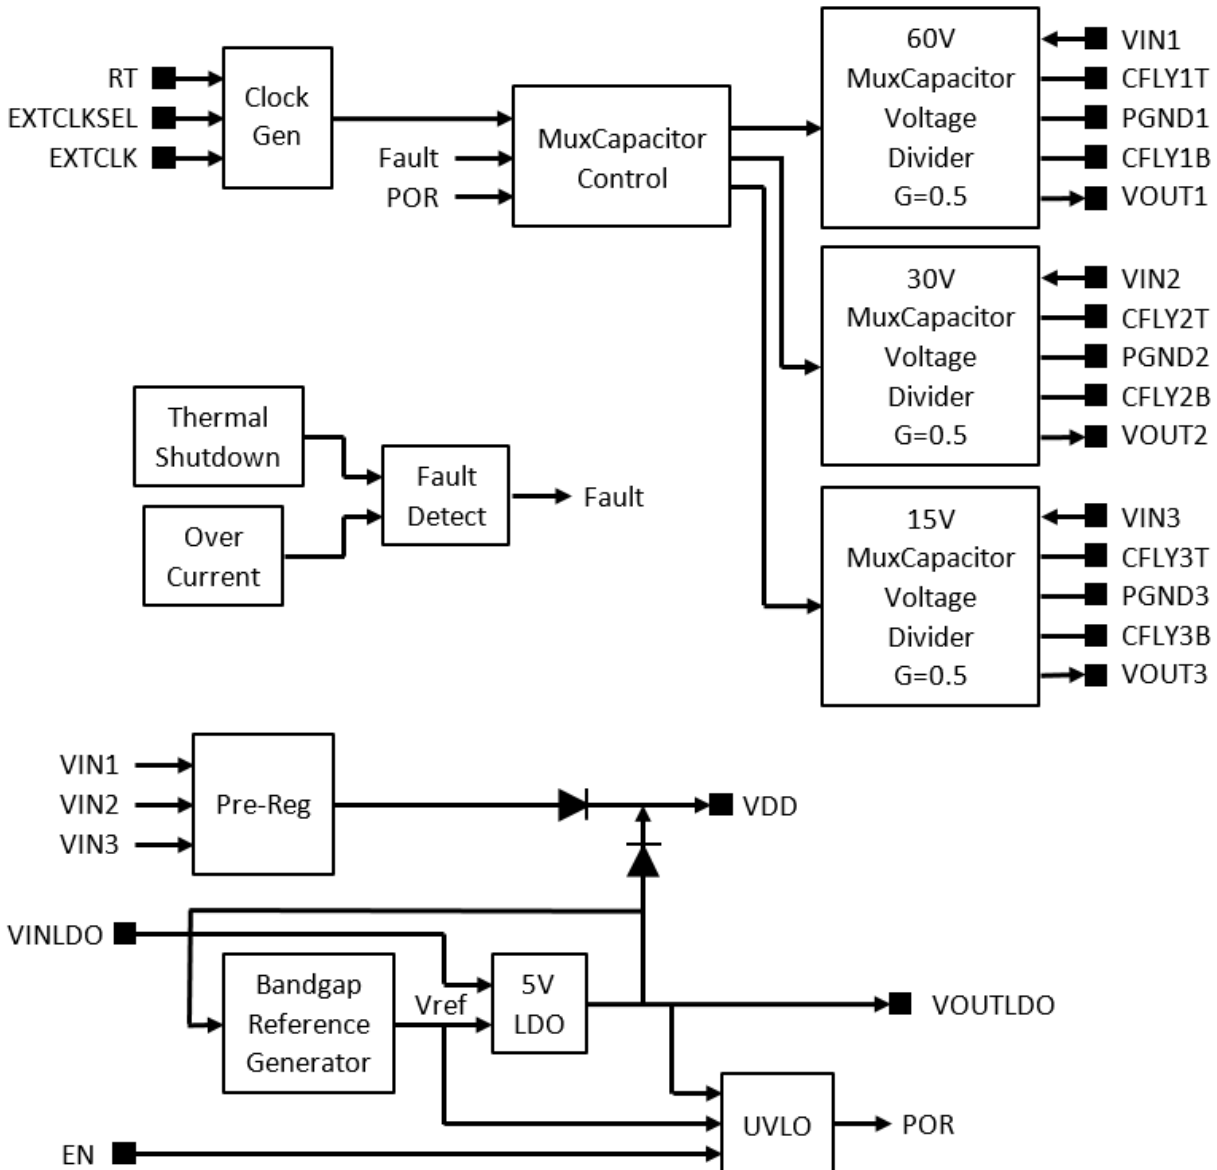 RT
EXTCLKSEL
EXTCLK
Clock
Gen
Fault
POR
MuxCapacitor
Control
60V
MuxCapacitor
Voltage
Divider
G=0.5
VIN1
CFLY1T
PGND1
CFLY1B
VOUT1
30V
MuxCapacitor
Voltage
Divider
G=0.5
VIN2
CFLY2T
PGND2
CFLY2B
VOUT2
Thermal
Shutdown
Over
Current
Fault
Detect
Fault
15V
MuxCapacitor
Voltage
Divider
G=0.5
VIN3
CFLY3T
PGND3
CFLY3B
VOUT3
VIN1
VIN2
VIN3
Pre-Reg
VDD
VINLDO
Bandgap
Reference
Generator
Vref
5V
LDO
VOUTLDO
EN
UVLO
POR